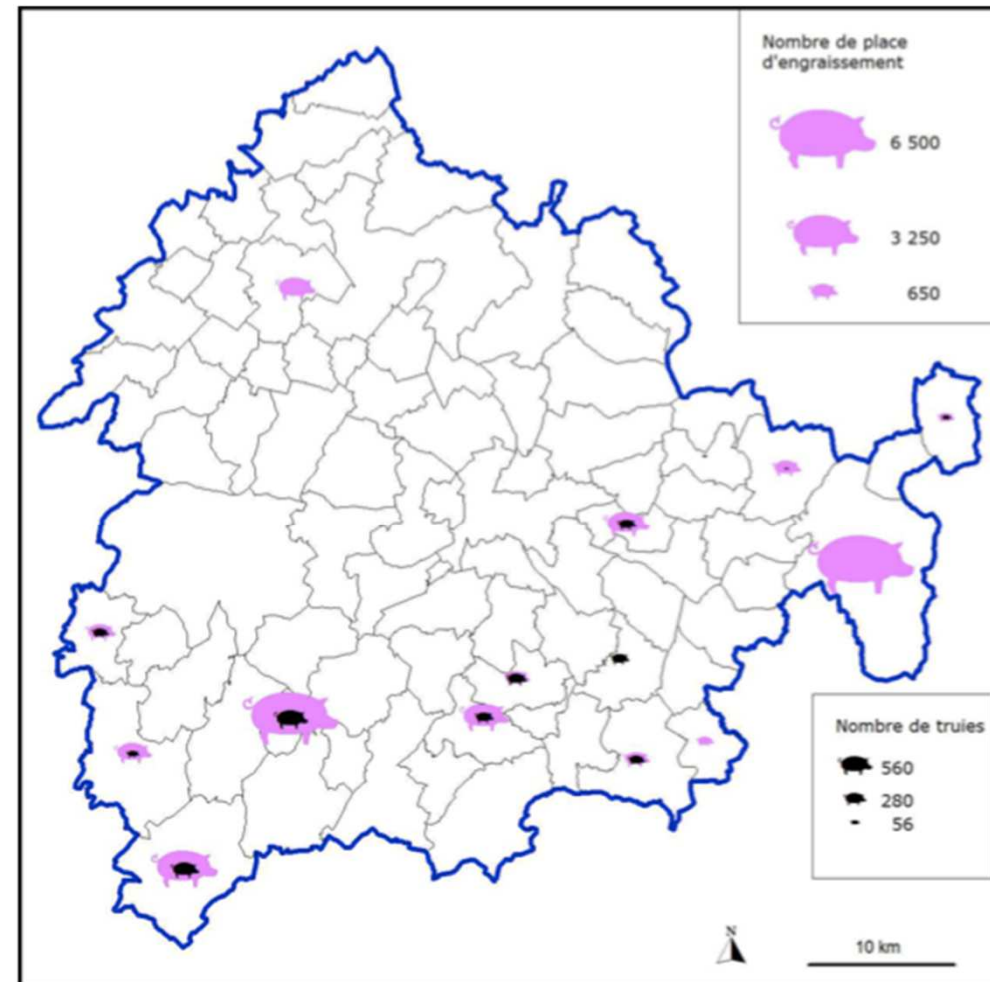 Nombre de place
d'engraissement
6 500
3 250
650
Nombre de truies
560
280
56
N
10 km